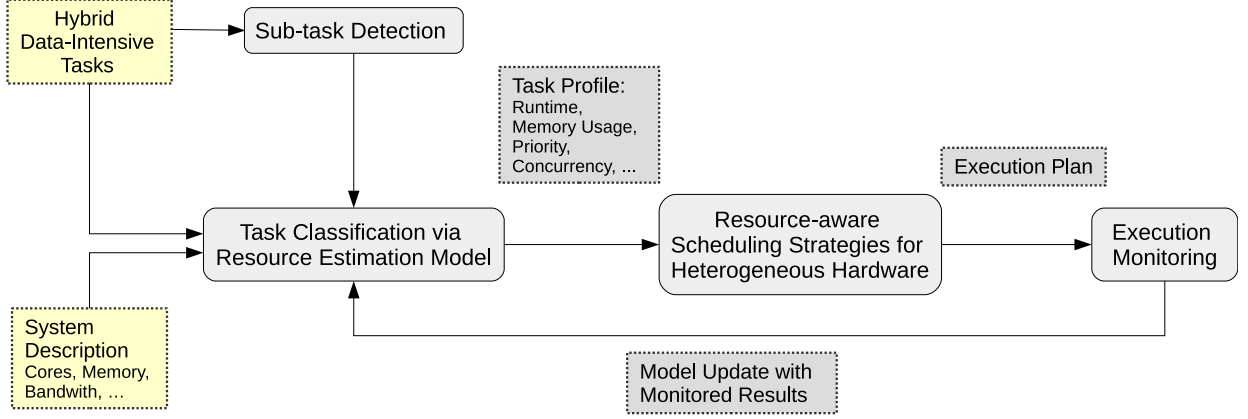 Hybrid
Data-Intensive
Tasks
Sub-task Detection
Task Profile:
Runtime,
Memory Usage,
Priority,
Concurrency, ...
Execution Plan
Task Classification via
Resource Estimation Model
Resource-aware
Scheduling Strategies for
Heterogeneous Hardware
Execution
Monitoring
System
Description
Cores, Memory,
Bandwith, ...
Model Update with
Monitored Results